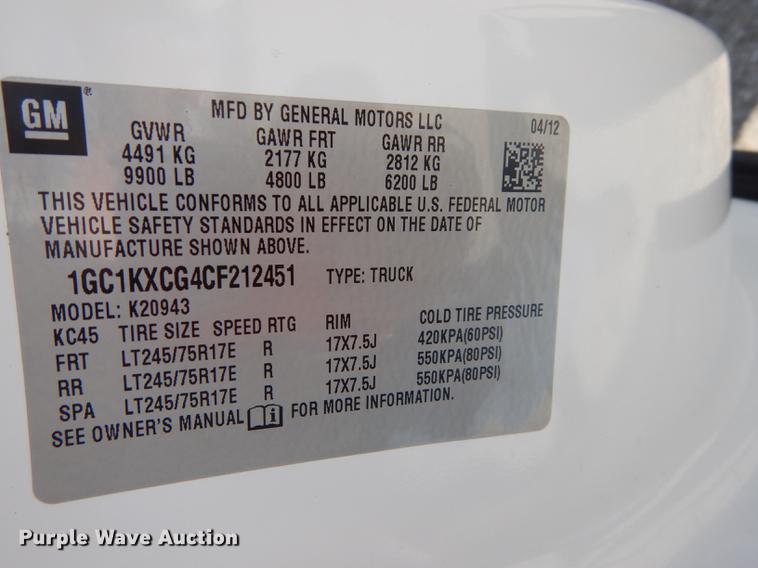 GM ®
MFD BY GENERAL MOTORS LLC 04/12
GVWR GAWR FRT GAWR RR
4491 KG 2177 KG 2812 KG
9900 LB 4800 LB 6200 LB
THIS VEHICLE CONFORMS TO ALL APPLICABLE U.S. FEDERAL MOTOR
VEHICLE SAFETY STANDARDS IN EFFECT ON THE DATE OF
MANUFACTURE SHOWN ABOVE.
1GC1KXCG4CF212451 TYPE: TRUCK
MODEL: K20943
KC45 TIRE SIZE SPEED RTG RIM COLD TIRE PRESSURE
FRT LT245/75R17E R 17X7.5J 420KPA(60PSI)
RR LT245/75R17E R 17X7.5J 550KPA(80PSI)
SPA LT245/75R17E R 17X7.5J 550KPA(80PSI)
SEE OWNER'S MANUAL i FOR MORE INFORMATION.
Purple Wave Auction